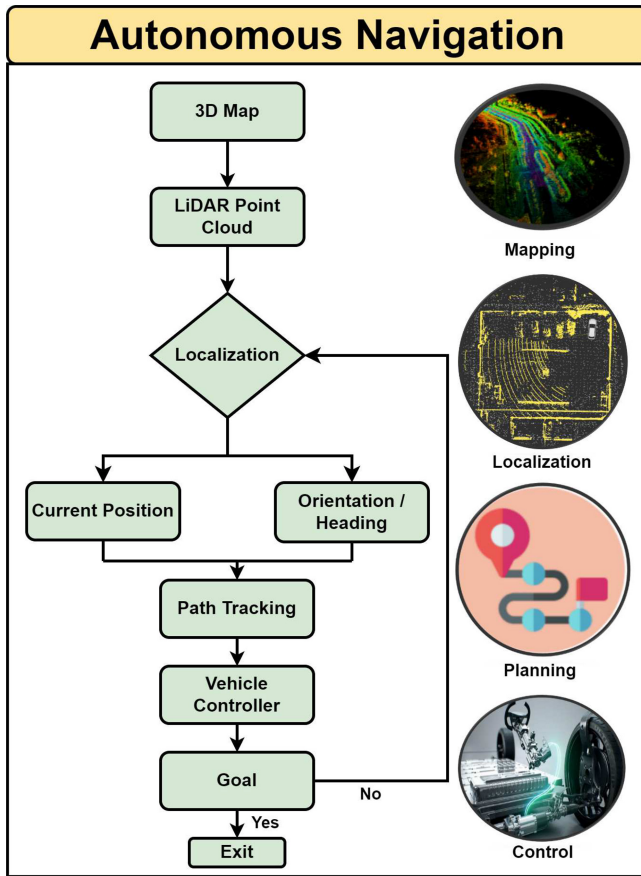 Autonomous Navigation
3D Map
LiDAR Point
Cloud
Localization
Current Position
Orientation /
Heading
Path Tracking
Vehicle
Controller
Goal
No
Yes
Exit
Mapping
Localization
Planning
Control